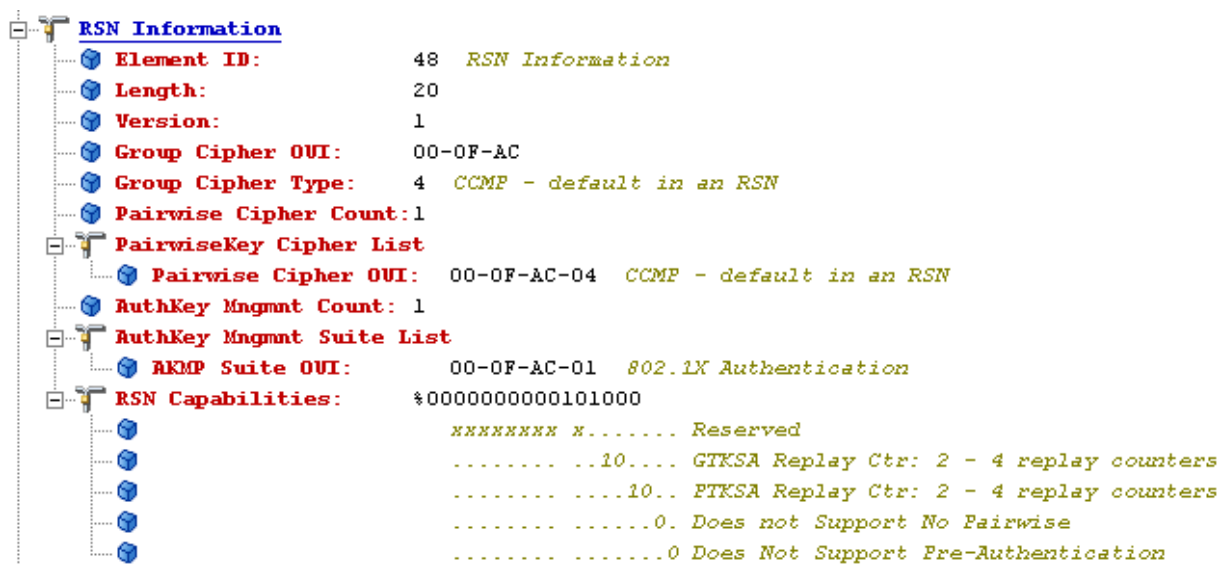 RSN Information
Element ID: 48 RSN Information
Length: 20
Version: 1
Group Cipher OUI: 00-0F-AC
Group Cipher Type: 4 CCMP - default in an RSN
Pairwise Cipher Count:1
PairwiseKey Cipher List
Pairwise Cipher OUI: 00-0F-AC-04 CCMP - default in an RSN
AuthKey Mngmnt Count: 1
AuthKey Mngmnt Suite List
AKMP Suite OUI: 00-0F-AC-01 802.1X Authentication
RSN Capabilities: %0000000000101000
xxxxxxxx x....... Reserved
........ ..10.... GTKSA Replay Ctr: 2 - 4 replay counters
........ ....10.. PTKSA Replay Ctr: 2 - 4 replay counters
........ ......0. Does not Support No Pairwise
........ .......0 Does Not Support Pre-Authentication